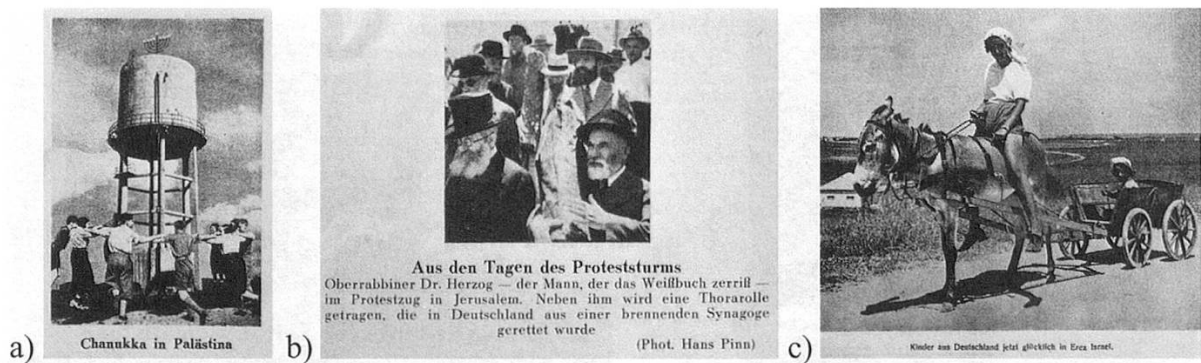 a)
Chanukka in Palästina
b)
Aus den Tagen des Proteststurms
Oberrabbiner Dr. Herzog — der Mann, der das Weißbuch zerriß —
im Protestzug in Jerusalem. Neben ihm wird eine Thorarolle
getragen, die in Deutschland aus einer brennenden Synagoge
gerettet wurde
(Phot. Hans Pinn)
c)
Kinder aus Deutschland jetzt glücklich in Erez Israel.